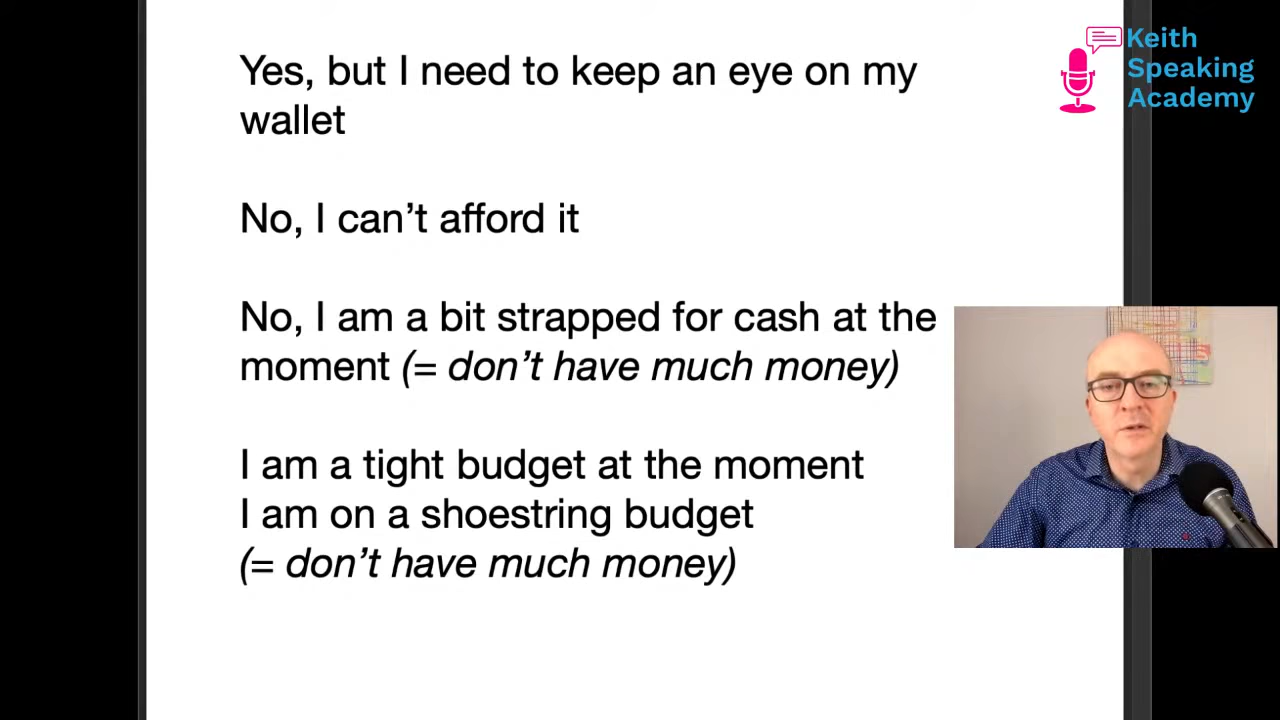 Keith
Speaking
Academy
Yes, but I need to keep an eye on my
wallet
No, I can’t afford it
No, I am a bit strapped for cash at the
moment (= don’t have much money)
I am a tight budget at the moment
I am on a shoestring budget
(= don’t have much money)